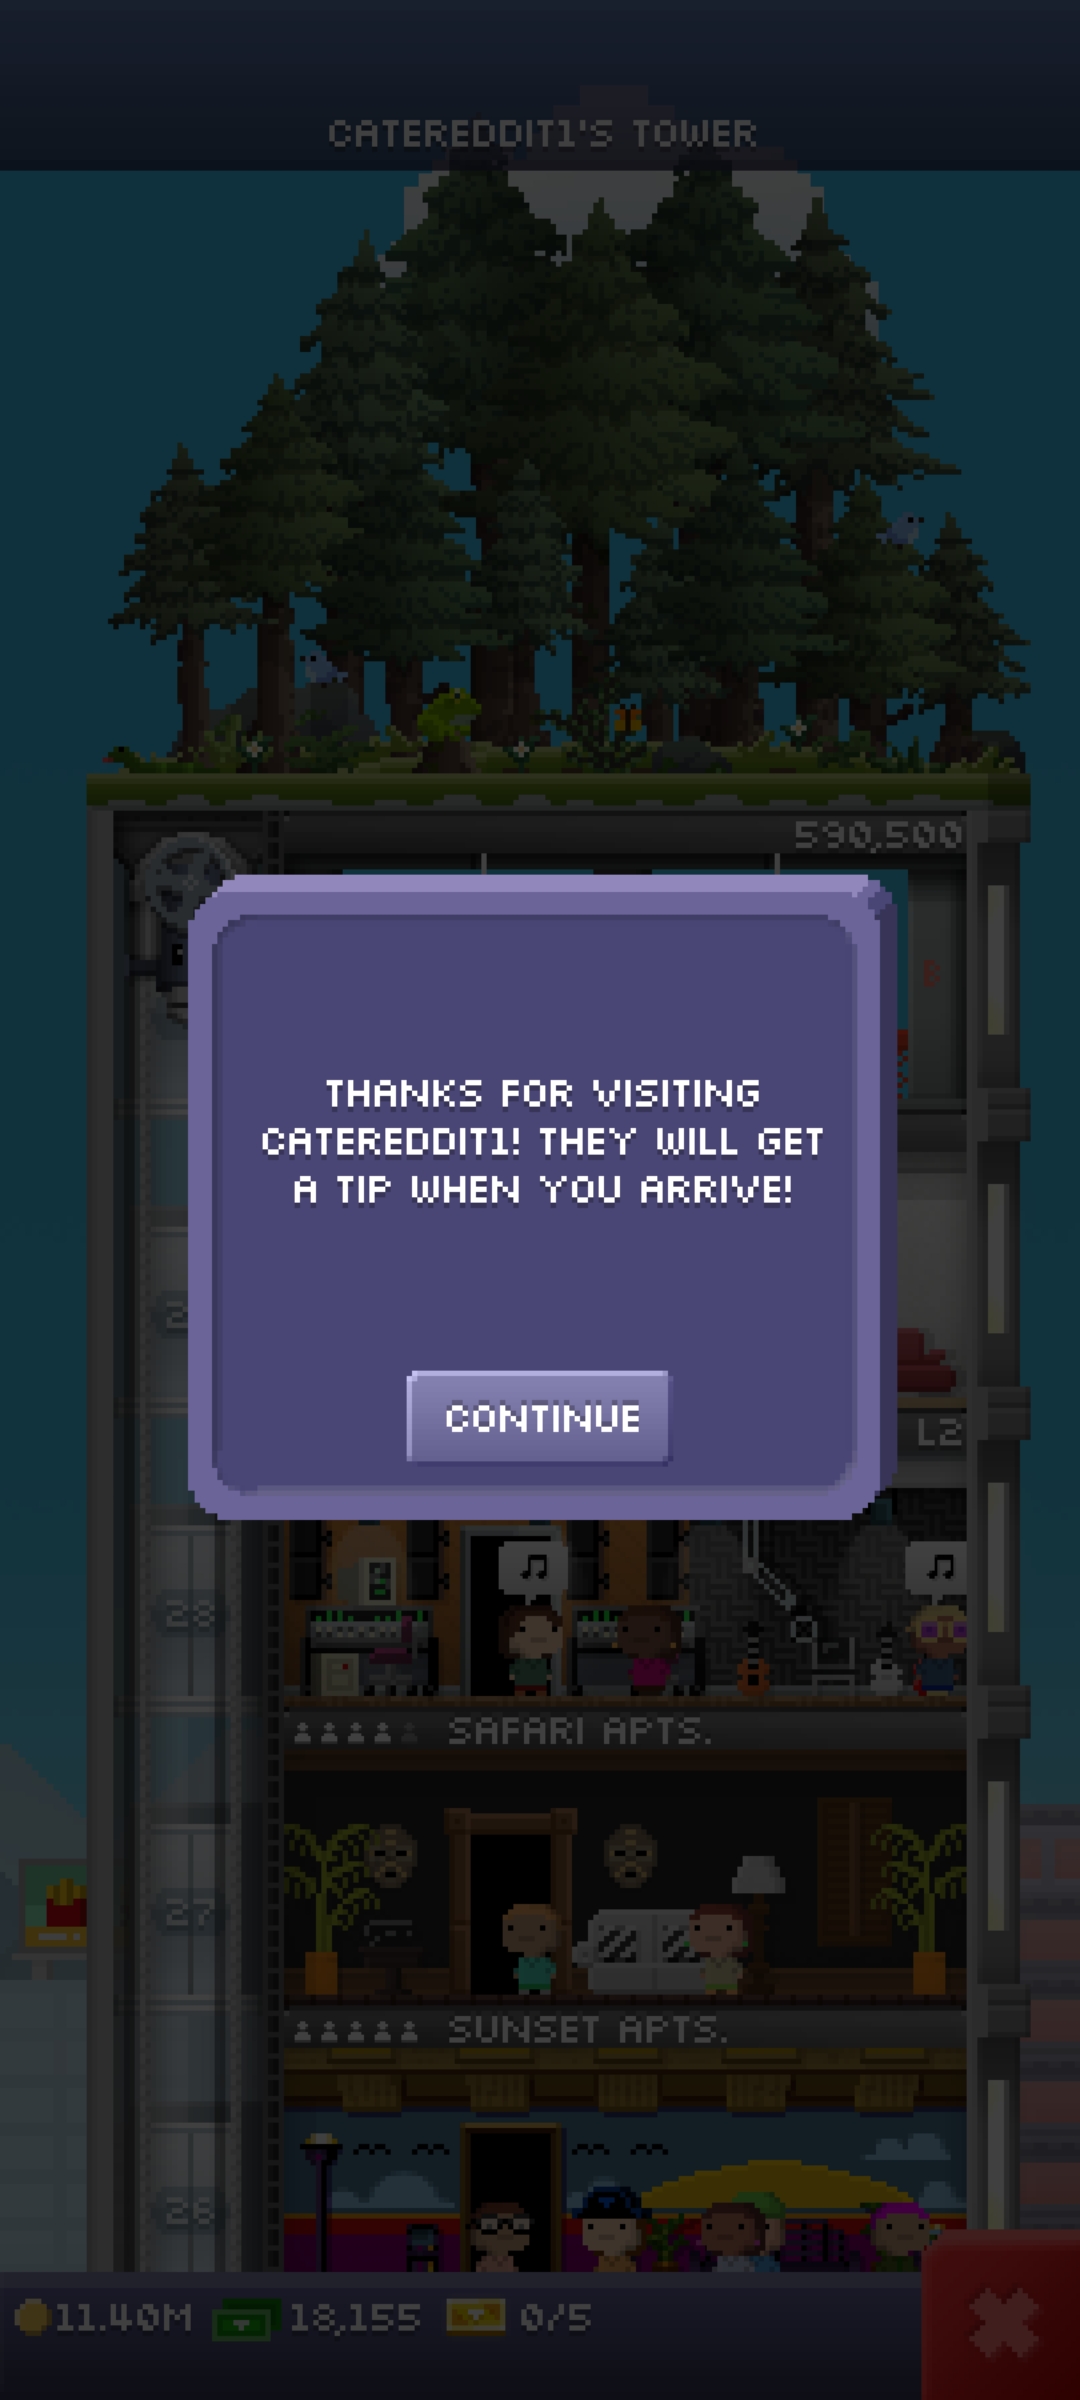 CATEREDDIT1'S TOWER
590,500
THANKS FOR VISITING
CATEREDDIT1! THEY WILL GET
A TIP WHEN YOU ARRIVE!
CONTINUE
L2
28
SAFARI APTS.
27
SUNSET APTS.
26
11.40M 18,155 0/5